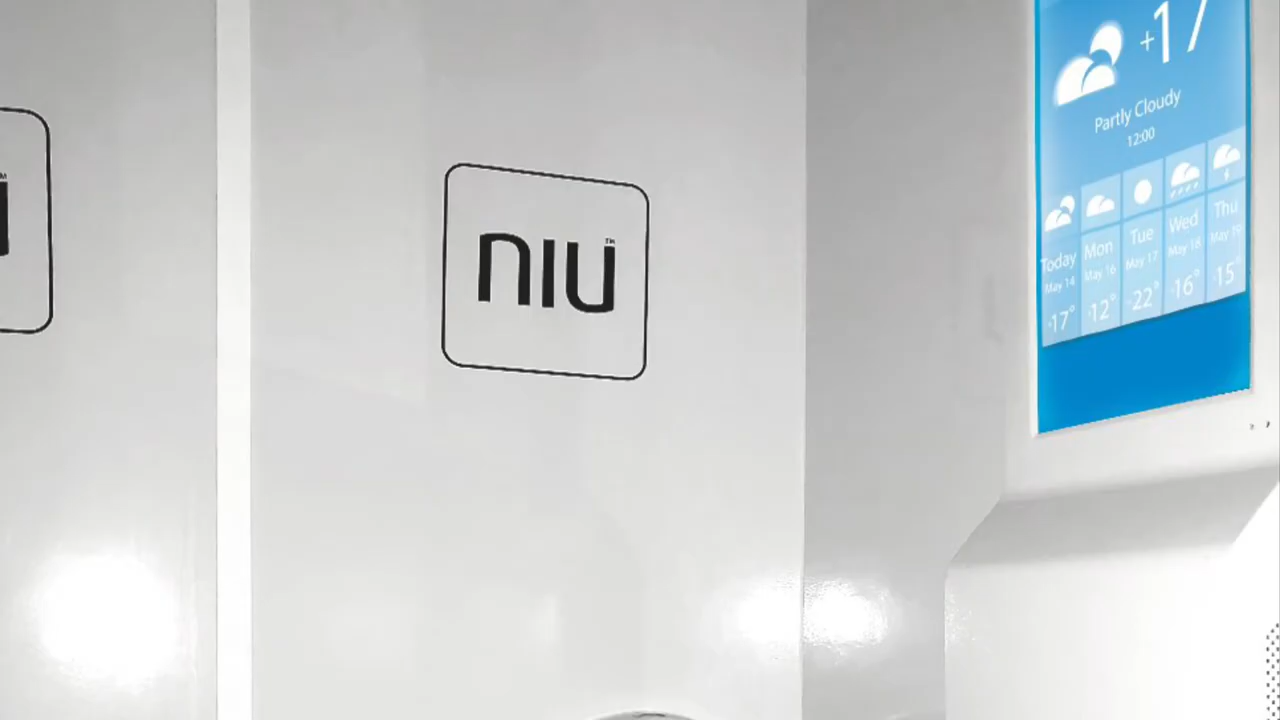 niu™
+17
Partly Cloudy
12:00
Today Mon Tue Wed Thu
May 14 May 16 May 17 May 18 May 19
17° 12° 22° 16° 15°